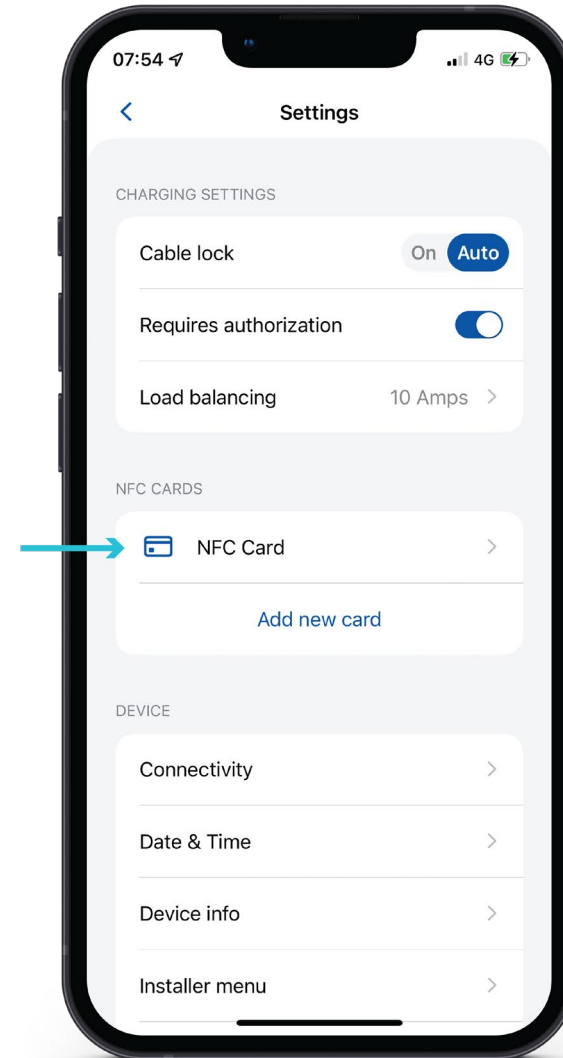 07:54
4G
Settings
CHARGING SETTINGS
Cable lock On Auto
Requires authorization
Load balancing 10 Amps
NFC CARDS
NFC Card
Add new card
DEVICE
Connectivity
Date & Time
Device info
Installer menu